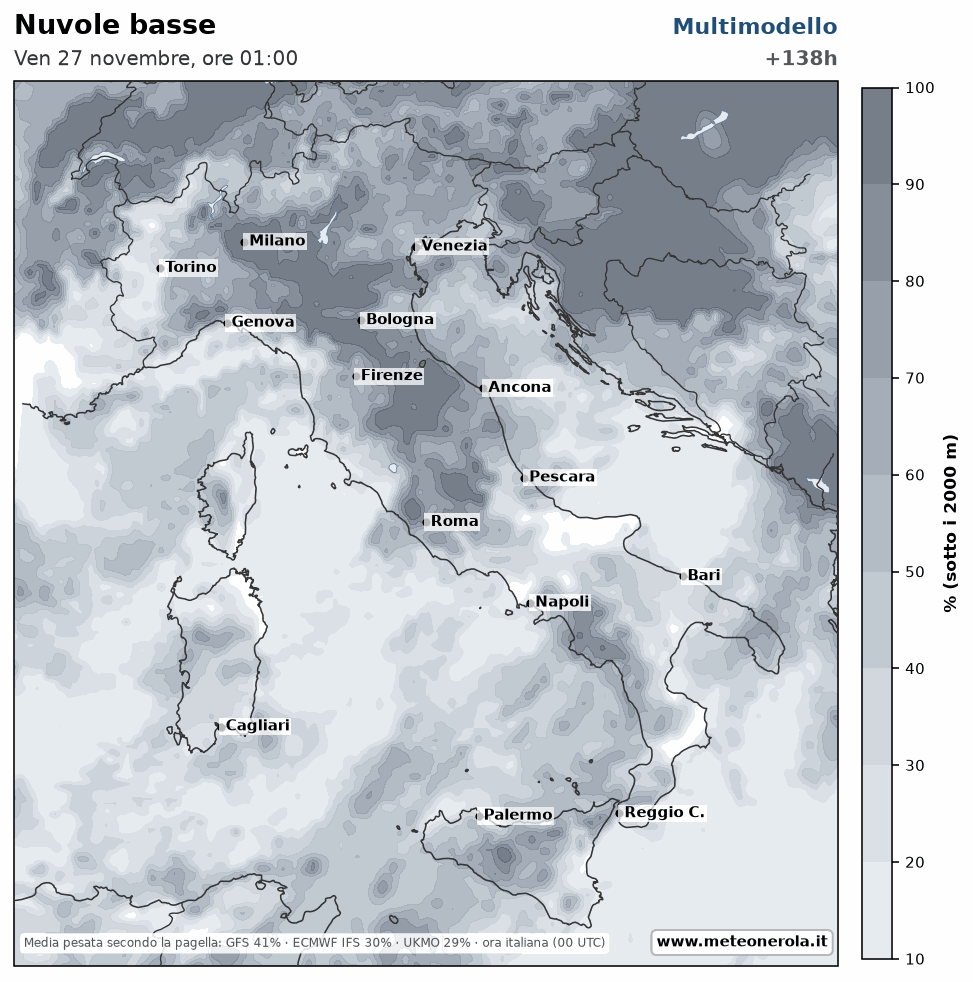 Nuvole basse
Multimodello
Ven 27 novembre, ore 01:00
+138h
100
90
80
70
60
50
40
30
20
10
% (sotto i 2000 m)
Milano
Venezia
Torino
Genova
Bologna
Firenze
Ancona
Pescara
Roma
Bari
Napoli
Cagliari
Palermo
Reggio C.
Media pesata secondo la pagella: GFS 41% · ECMWF IFS 30% · UKMO 29% · ora italiana (00 UTC)
www.meteonerola.it